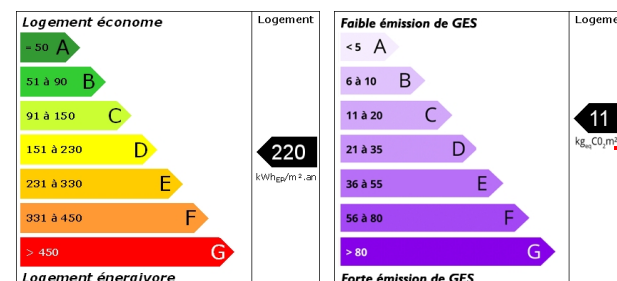 Logement économe
Logement
= 50 A
51 à 90 B
91 à 150 C
151 à 230 D
231 à 330 E
331 à 450 F
> 450 G
220
kWhEP/m².an
Logement énergivore
Faible émission de GES
Logeme
< 5 A
6 à 10 B
11 à 20 C
21 à 35 D
36 à 55 E
56 à 80 F
> 80 G
11
kgeqCO2m²
Forte émission de GES